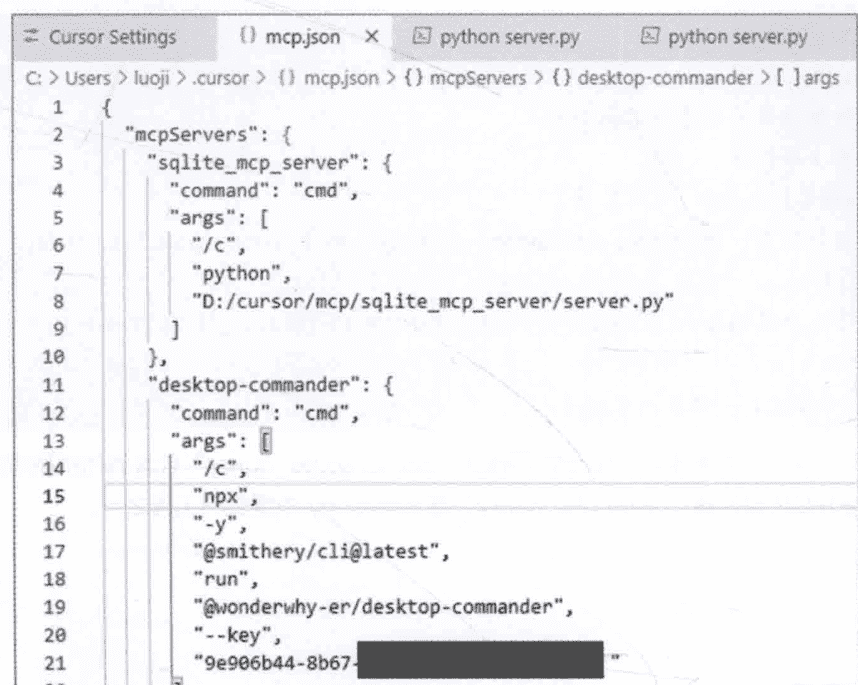 Cursor Settings {} mcp.json × python server.py python server.py
C: > Users > luoji > .cursor > {} mcp.json > {} mcpServers > {} desktop-commander > [ ] args
1 {
2 "mcpServers": {
3 "sqlite_mcp_server": {
4 "command": "cmd",
5 "args": [
6 "/c",
7 "python",
8 "D:/cursor/mcp/sqlite_mcp_server/server.py"
9 ]
10 },
11 "desktop-commander": {
12 "command": "cmd",
13 "args": [
14 "/c",
15 "npx",
16 "-y",
17 "@smithery/cli@latest",
18 "run",
19 "@wonderwhy-er/desktop-commander",
20 "--key",
21 "9e906b44-8b67- "